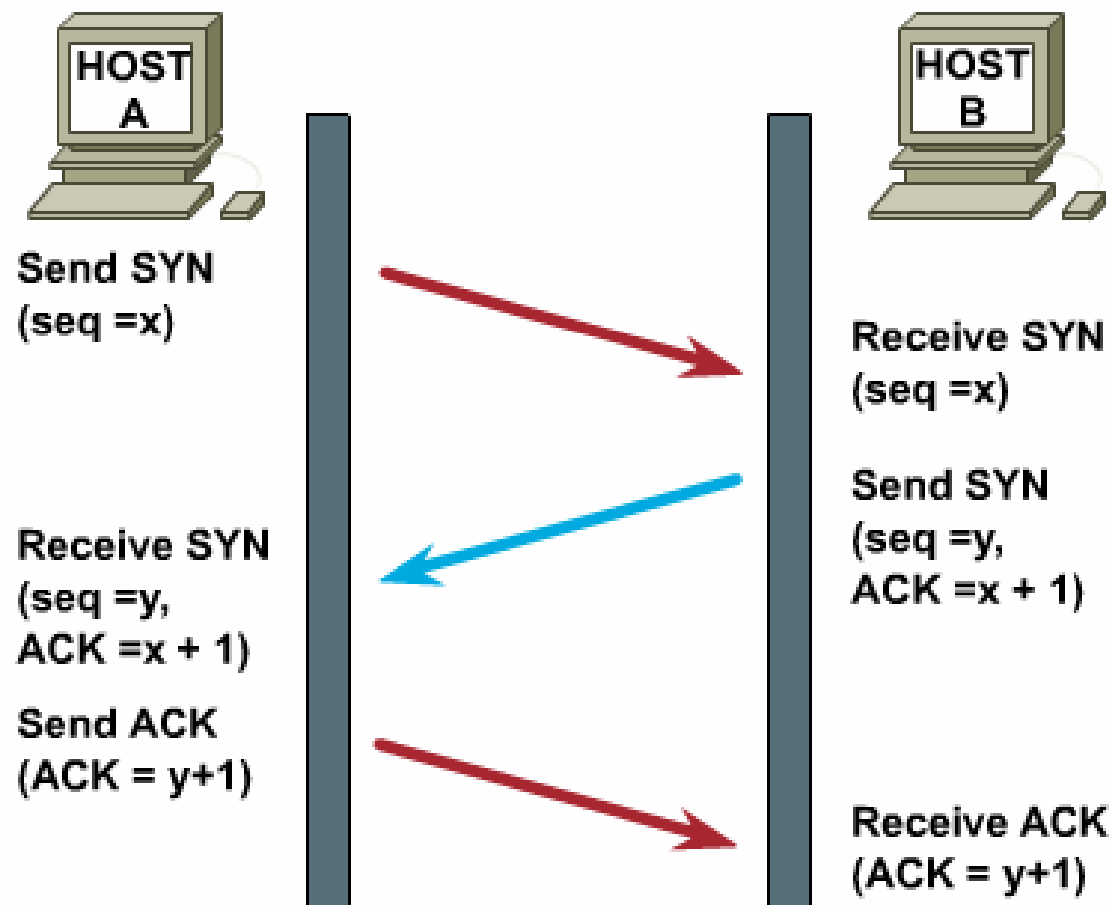 HOST
A
HOST
B
Send SYN
(seq =x)
Receive SYN
(seq =x)
Send SYN
(seq =y,
ACK =x + 1)
Receive SYN
(seq =y,
ACK =x + 1)
Send ACK
(ACK = y+1)
Receive ACK
(ACK = y+1)